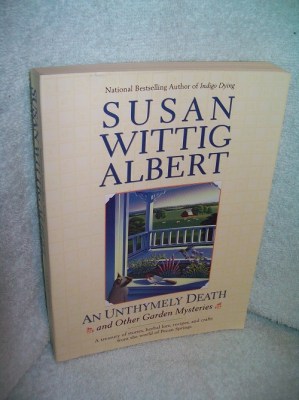 National Bestselling Author of Indigo Dying
SUSAN
WITTIG
ALBERT
AN UNTHYMELY DEATH
and Other Garden Mysteries
A treasury of stories, herbal lore, recipes, and crafts
from the world of Pecan Springs